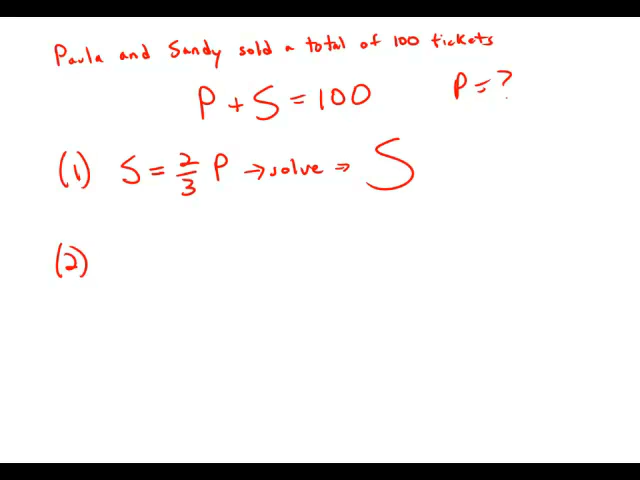 Paula and Sandy sold a total of 100 tickets
P + S = 100 P = ?
(1) S = 2/3 P → solve ⇒ S
(2)